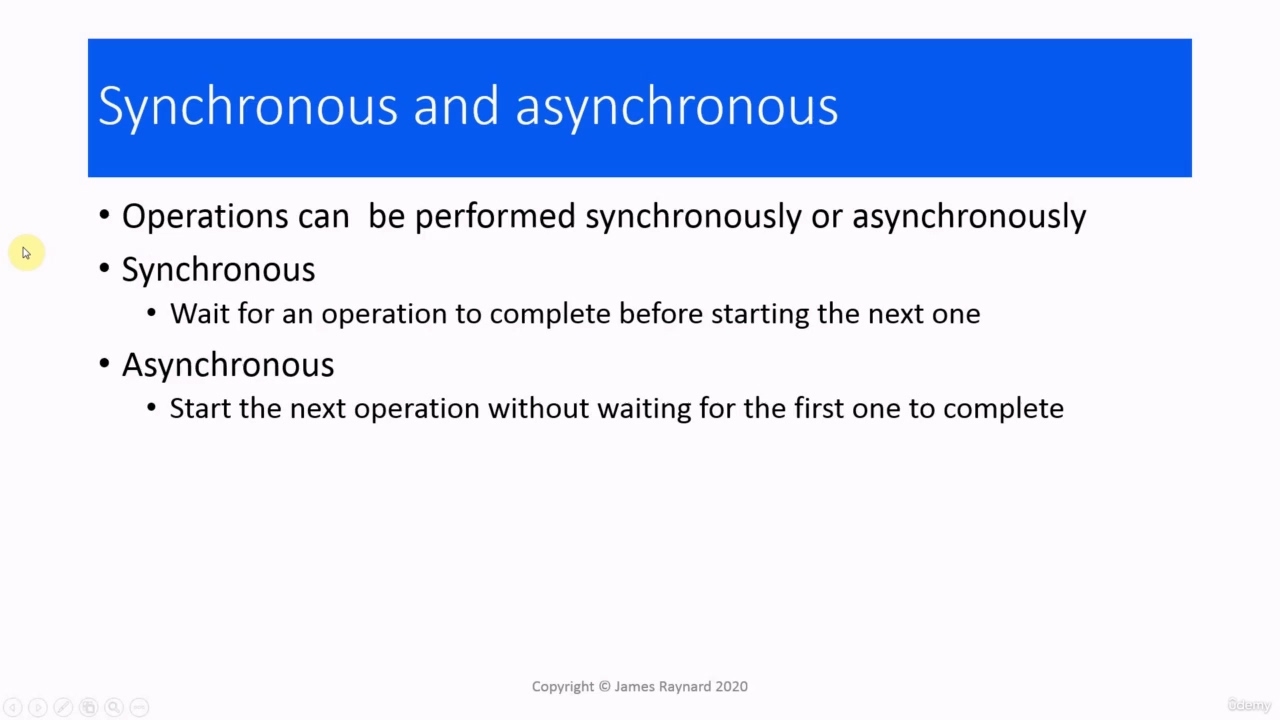 Synchronous and asynchronous
• Operations can  be performed synchronously or asynchronously
• Synchronous
• Wait for an operation to complete before starting the next one
• Asynchronous
• Start the next operation without waiting for the first one to complete
Copyright © James Raynard 2020
ûdemy